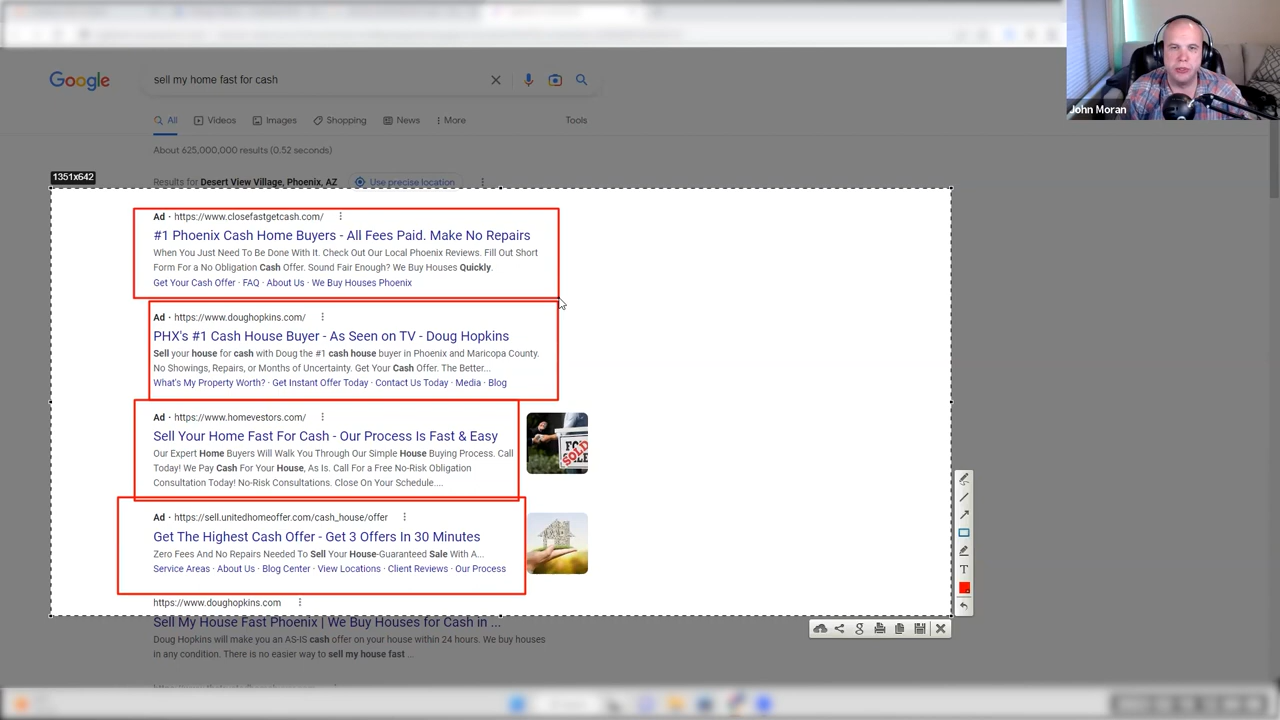 John Moran
Google
sell my home fast for cash
All Videos Images Shopping News More Tools
About 625,000,000 results (0.52 seconds)
Results for Desert View Village, Phoenix, AZ Use precise location
1351x642
Ad · https://www.closefastgetcash.com/
#1 Phoenix Cash Home Buyers - All Fees Paid. Make No Repairs
When You Just Need To Be Done With It. Check Out Our Local Phoenix Reviews. Fill Out Short
Form For a No Obligation Cash Offer. Sound Fair Enough? We Buy Houses Quickly.
Get Your Cash Offer · FAQ · About Us · We Buy Houses Phoenix
Ad · https://www.doughopkins.com/
PHX's #1 Cash House Buyer - As Seen on TV - Doug Hopkins
Sell your house for cash with Doug the #1 cash house buyer in Phoenix and Maricopa County.
No Showings, Repairs, or Months of Uncertainty. Get Your Cash Offer. The Better...
What's My Property Worth? · Get Instant Offer Today · Contact Us Today · Media · Blog
Ad · https://www.homevestors.com/
Sell Your Home Fast For Cash - Our Process Is Fast & Easy
Our Expert Home Buyers Will Walk You Through Our Simple House Buying Process. Call
Today! We Pay Cash For Your House, As Is. Call For a Free No-Risk Obligation
Consultation Today! No-Risk Consultations. Close On Your Schedule....
SOLD
Ad · https://sell.unitedhomeoffer.com/cash_house/offer
Get The Highest Cash Offer - Get 3 Offers In 30 Minutes
Zero Fees And No Repairs Needed To Sell Your House-Guaranteed Sale With A...
Service Areas · About Us · Blog Center · View Locations · Client Reviews · Our Process
https://www.doughopkins.com
Sell My House Fast Phoenix | We Buy Houses for Cash in ...
Doug Hopkins will make you an AS-IS cash offer on your house within 24 hours. We buy houses
in any condition. There is no easier way to sell my house fast ...